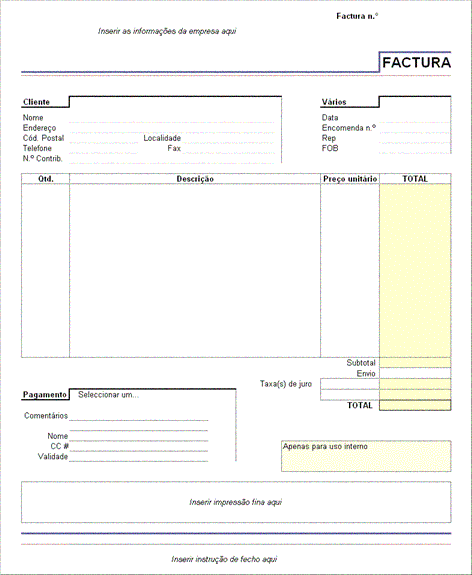 Factura n.º
Inserir as informações da empresa aqui
FACTURA
Cliente
Nome
Endereço
Cód. Postal Localidade
Telefone Fax
N.º Contrib.
Vários
Data
Encomenda n.º
Rep
FOB
Qtd. Descrição Preço unitário TOTAL
Subtotal
Envio
Taxa(s) de juro
TOTAL
Pagamento Seleccionar um...
Comentários
Nome
CC #
Validade
Apenas para uso interno
Inserir impressão fina aqui
Inserir instrução de fecho aqui